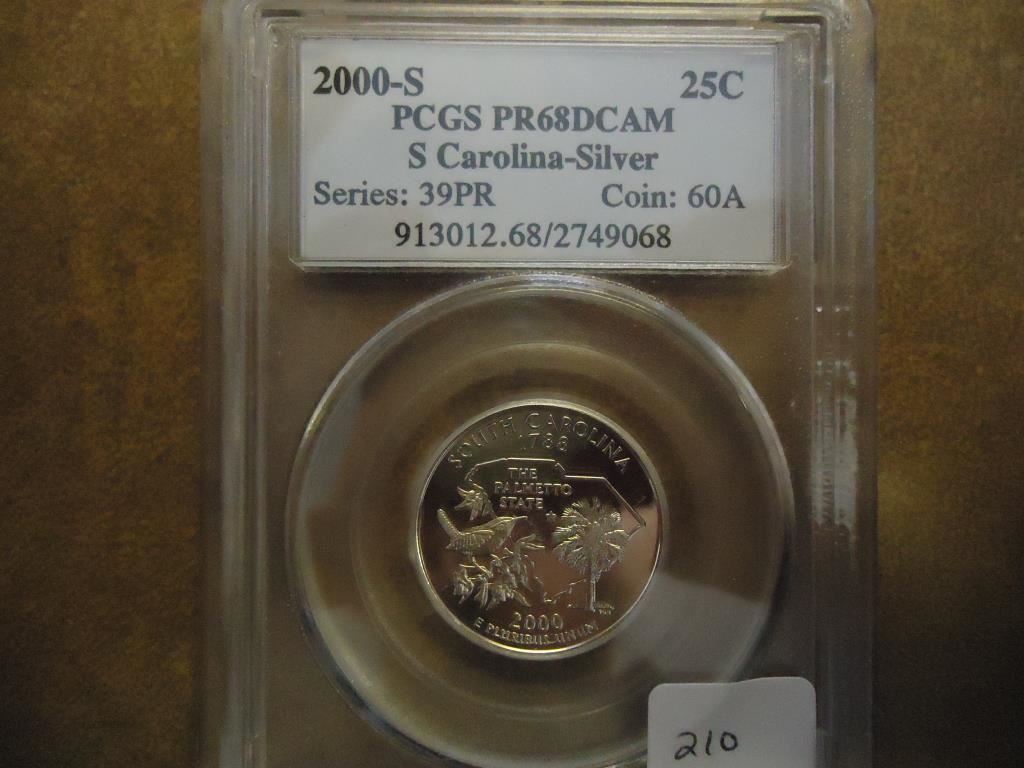 2000-S 25C
PCGS PR68DCAM
S Carolina-Silver
Series: 39PR Coin: 60A
913012.68/2749068
SOUTH CAROLINA
1788
THE
PALMETTO
STATE
2000
E PLURIBUS UNUM
210